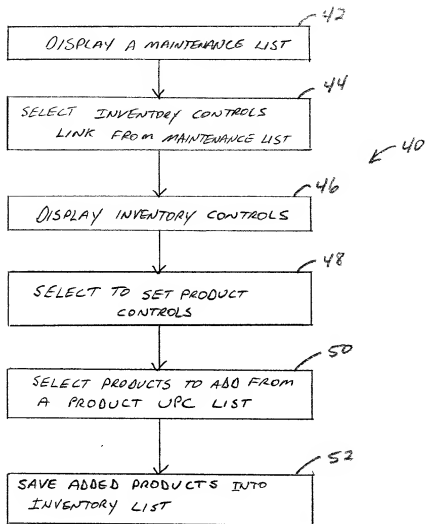 42
DISPLAY A MAINTENANCE LIST
44
SELECT INVENTORY CONTROLS
LINK FROM MAINTENANCE LIST
40
46
DISPLAY INVENTORY CONTROLS
48
SELECT TO SET PRODUCT
CONTROLS
50
SELECT PRODUCTS TO ADD FROM
A PRODUCT UPC LIST
52
SAVE ADDED PRODUCTS INTO
INVENTORY LIST